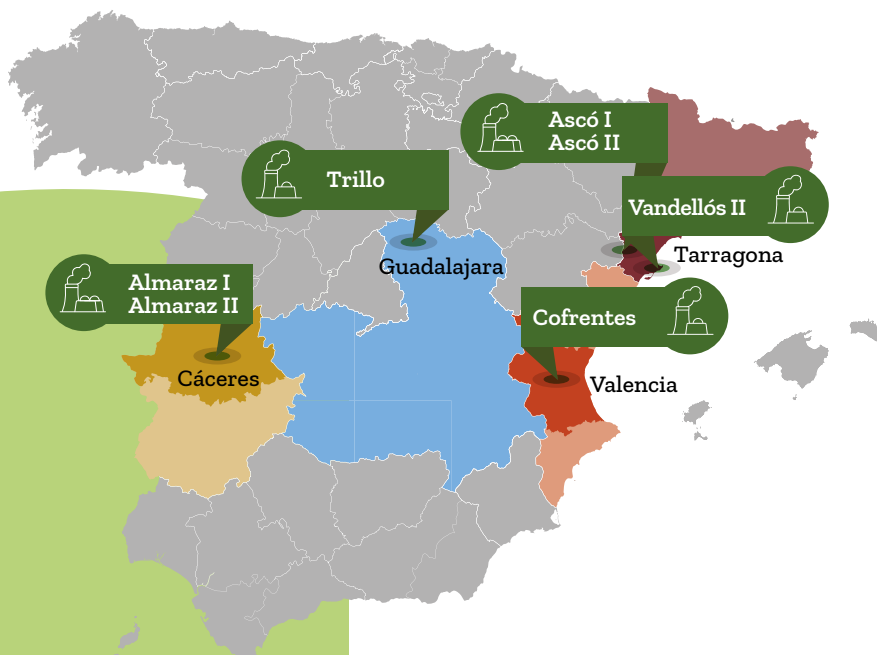 Ascó I
Ascó II
Trillo
Vandellós II
Tarragona
Guadalajara
Almaraz I
Almaraz II
Cofrentes
Cáceres
Valencia